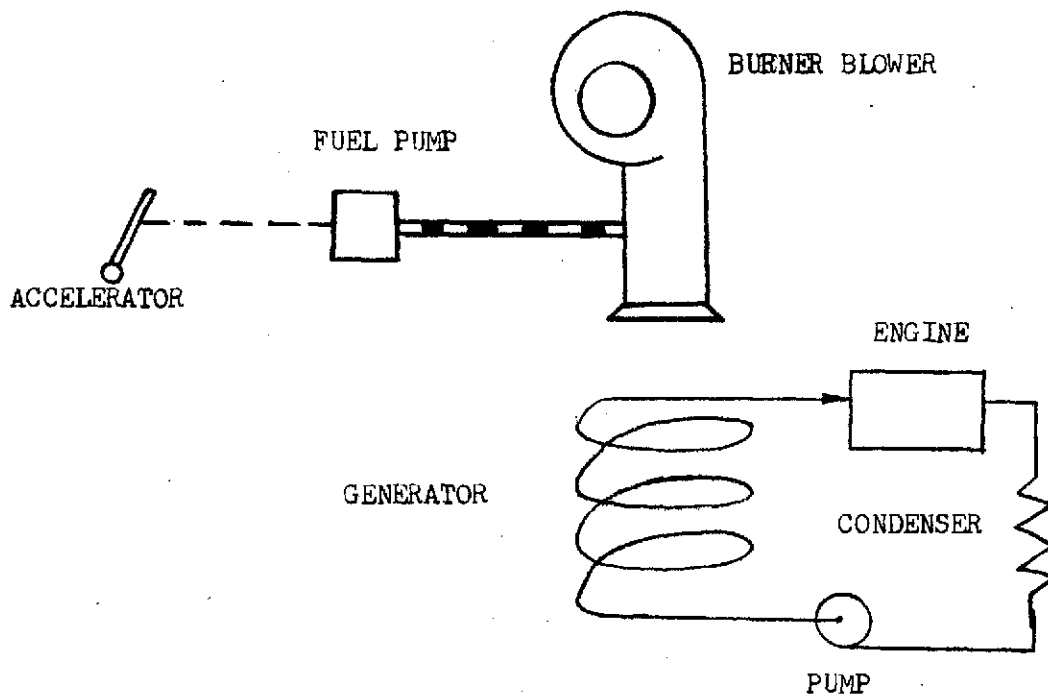 BURNER BLOWER
FUEL PUMP
ACCELERATOR
ENGINE
GENERATOR
CONDENSER
PUMP